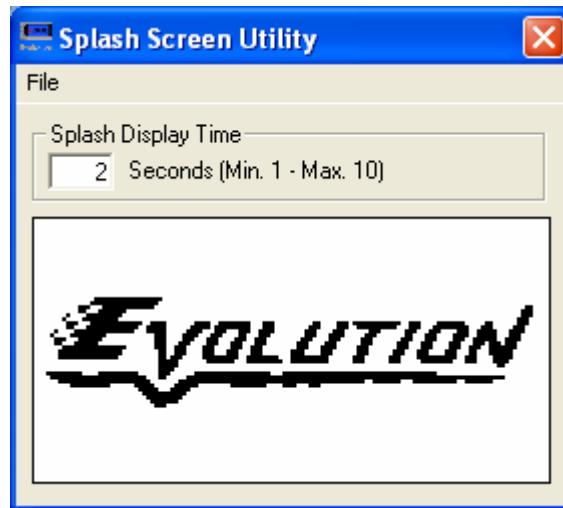 Splash Screen Utility
File
Splash Display Time
2 Seconds (Min. 1 - Max. 10)
EVOLUTION